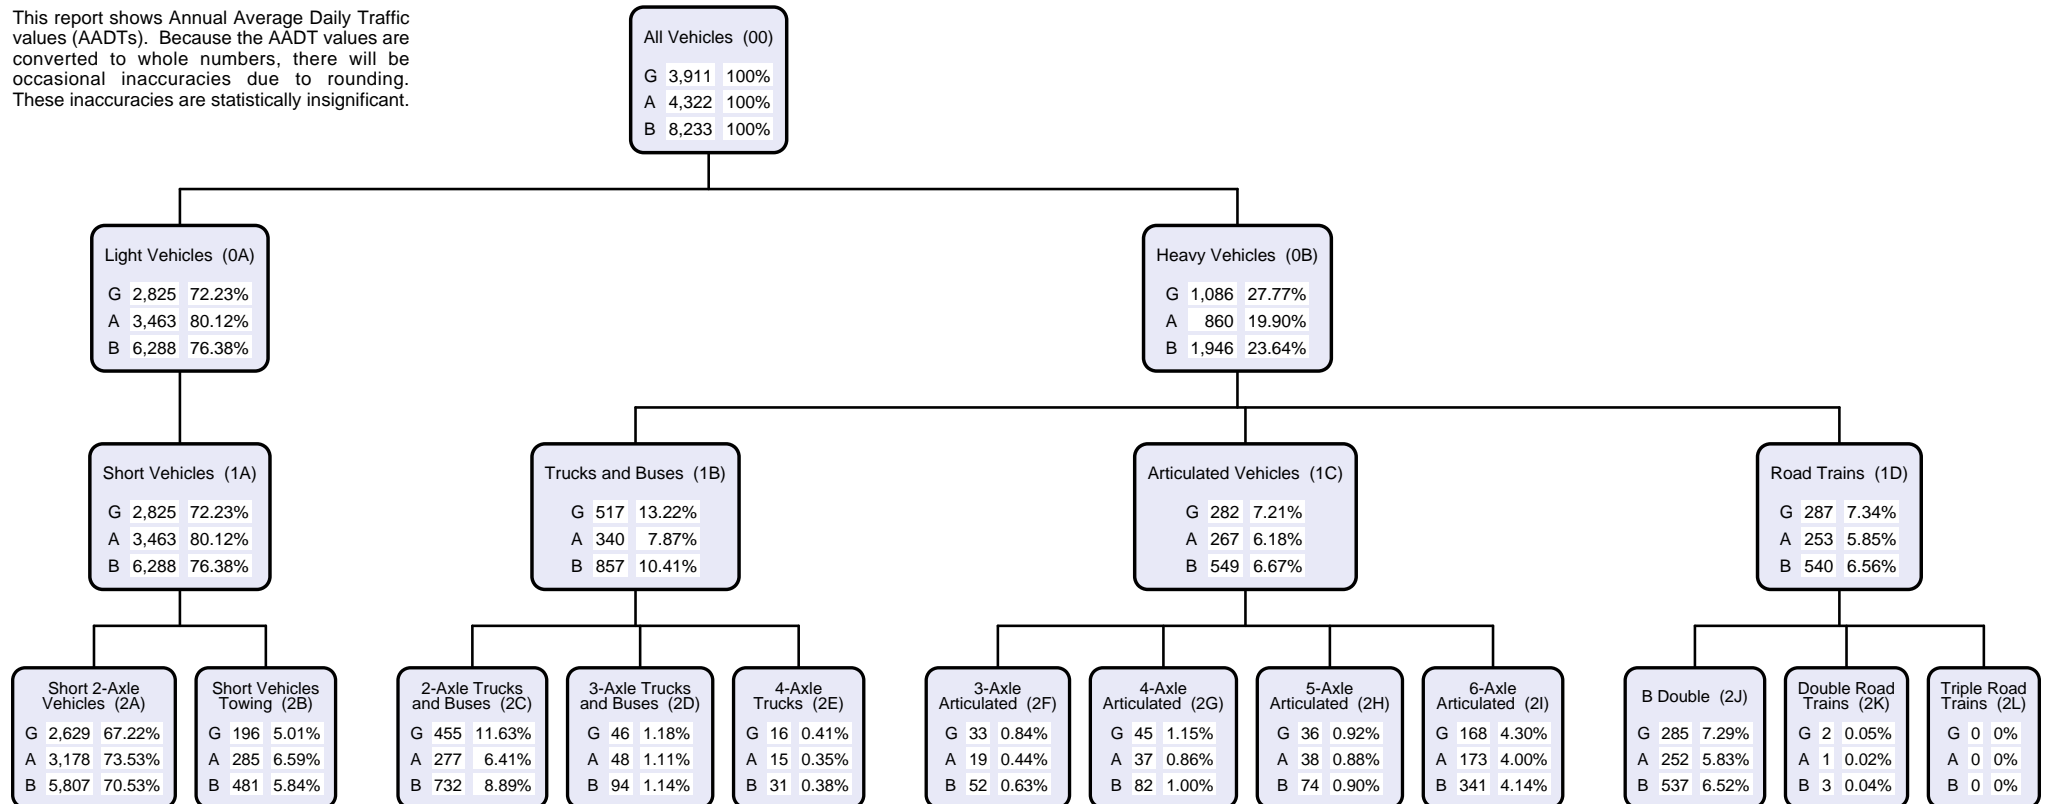 This report shows Annual Average Daily Traffic
values (AADTs). Because the AADT values are
converted to whole numbers, there will be
occasional inaccuracies due to rounding.
These inaccuracies are statistically insignificant.
All Vehicles (00)
G 3,911 100%
A 4,322 100%
B 8,233 100%
Light Vehicles (0A)
G 2,825 72.23%
A 3,463 80.12%
B 6,288 76.38%
Heavy Vehicles (0B)
G 1,086 27.77%
A 860 19.90%
B 1,946 23.64%
Short Vehicles (1A)
G 2,825 72.23%
A 3,463 80.12%
B 6,288 76.38%
Trucks and Buses (1B)
G 517 13.22%
A 340 7.87%
B 857 10.41%
Articulated Vehicles (1C)
G 282 7.21%
A 267 6.18%
B 549 6.67%
Road Trains (1D)
G 287 7.34%
A 253 5.85%
B 540 6.56%
Short 2-Axle
Vehicles (2A)
G 2,629 67.22%
A 3,178 73.53%
B 5,807 70.53%
Short Vehicles
Towing (2B)
G 196 5.01%
A 285 6.59%
B 481 5.84%
2-Axle Trucks
and Buses (2C)
G 455 11.63%
A 277 6.41%
B 732 8.89%
3-Axle Trucks
and Buses (2D)
G 46 1.18%
A 48 1.11%
B 94 1.14%
4-Axle
Trucks (2E)
G 16 0.41%
A 15 0.35%
B 31 0.38%
3-Axle
Articulated (2F)
G 33 0.84%
A 19 0.44%
B 52 0.63%
4-Axle
Articulated (2G)
G 45 1.15%
A 37 0.86%
B 82 1.00%
5-Axle
Articulated (2H)
G 36 0.92%
A 38 0.88%
B 74 0.90%
6-Axle
Articulated (2I)
G 168 4.30%
A 173 4.00%
B 341 4.14%
B Double (2J)
G 285 7.29%
A 252 5.83%
B 537 6.52%
Double Road
Trains (2K)
G 2 0.05%
A 1 0.02%
B 3 0.04%
Triple Road
Trains (2L)
G 0 0%
A 0 0%
B 0 0%